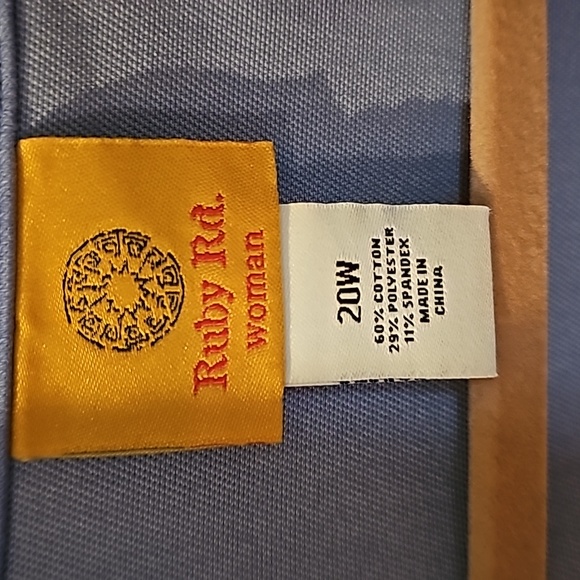 Ruby Rd.
woman
20W
60% COTTON
29% POLYESTER
11% SPANDEX
MADE IN
CHINA